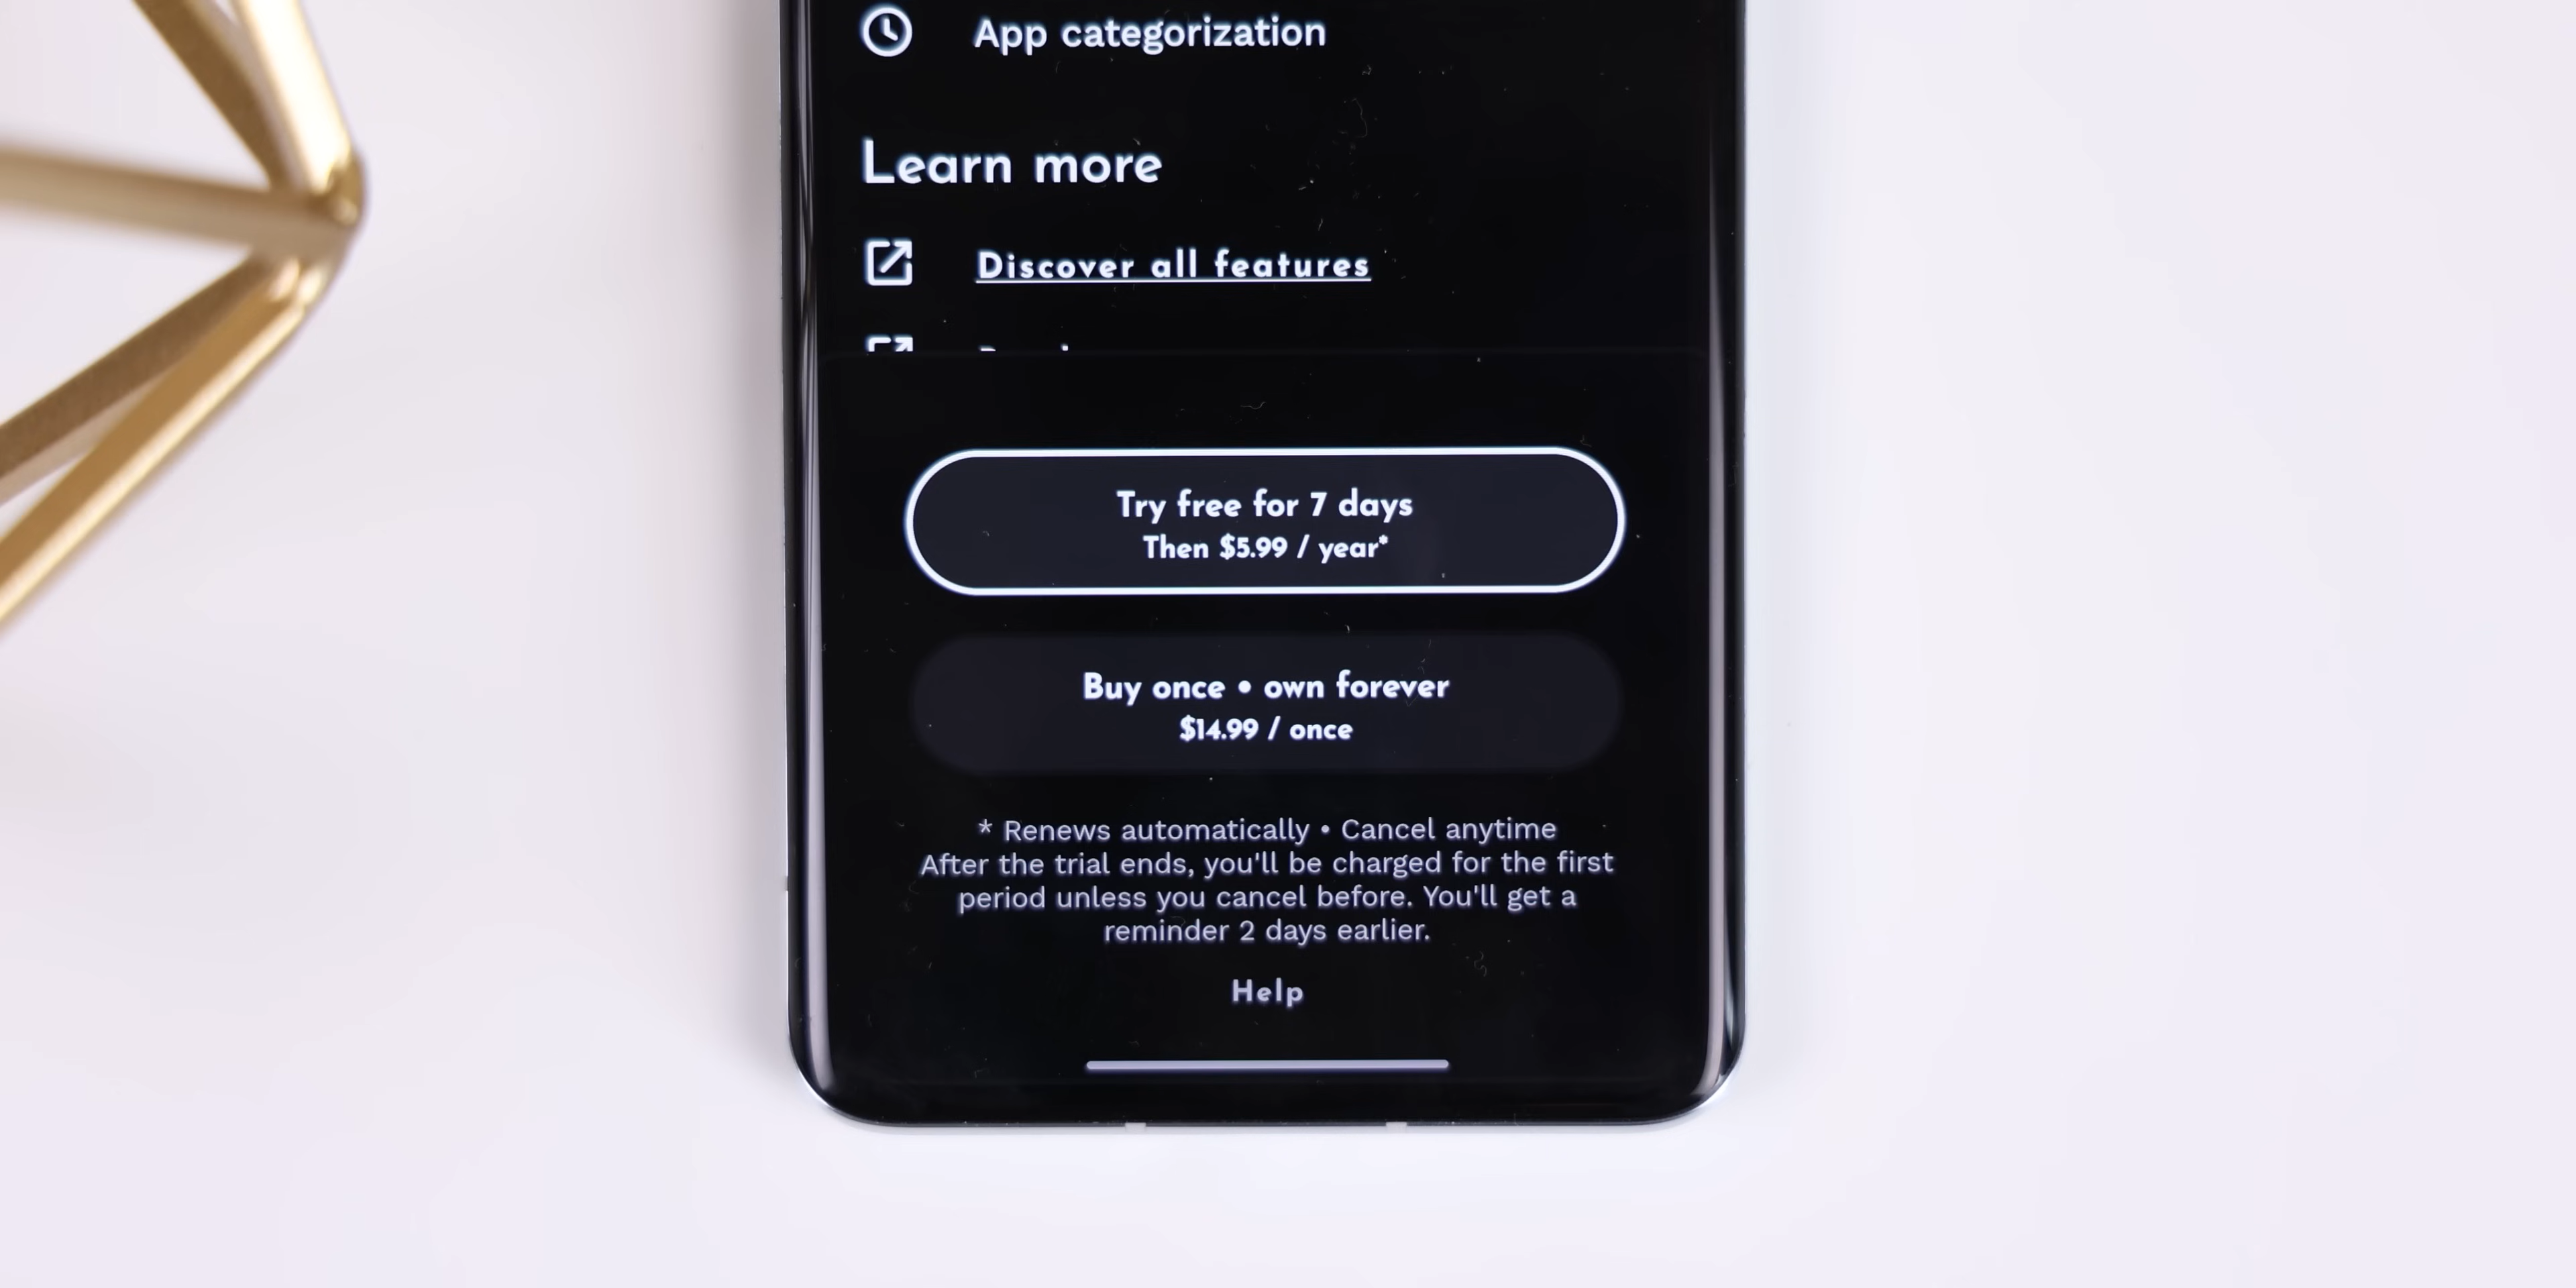 App categorization
Learn more
Discover all features
Try free for 7 days
Then $5.99 / year*
Buy once • own forever
$14.99 / once
* Renews automatically • Cancel anytime
After the trial ends, you'll be charged for the first
period unless you cancel before. You'll get a
reminder 2 days earlier.
Help